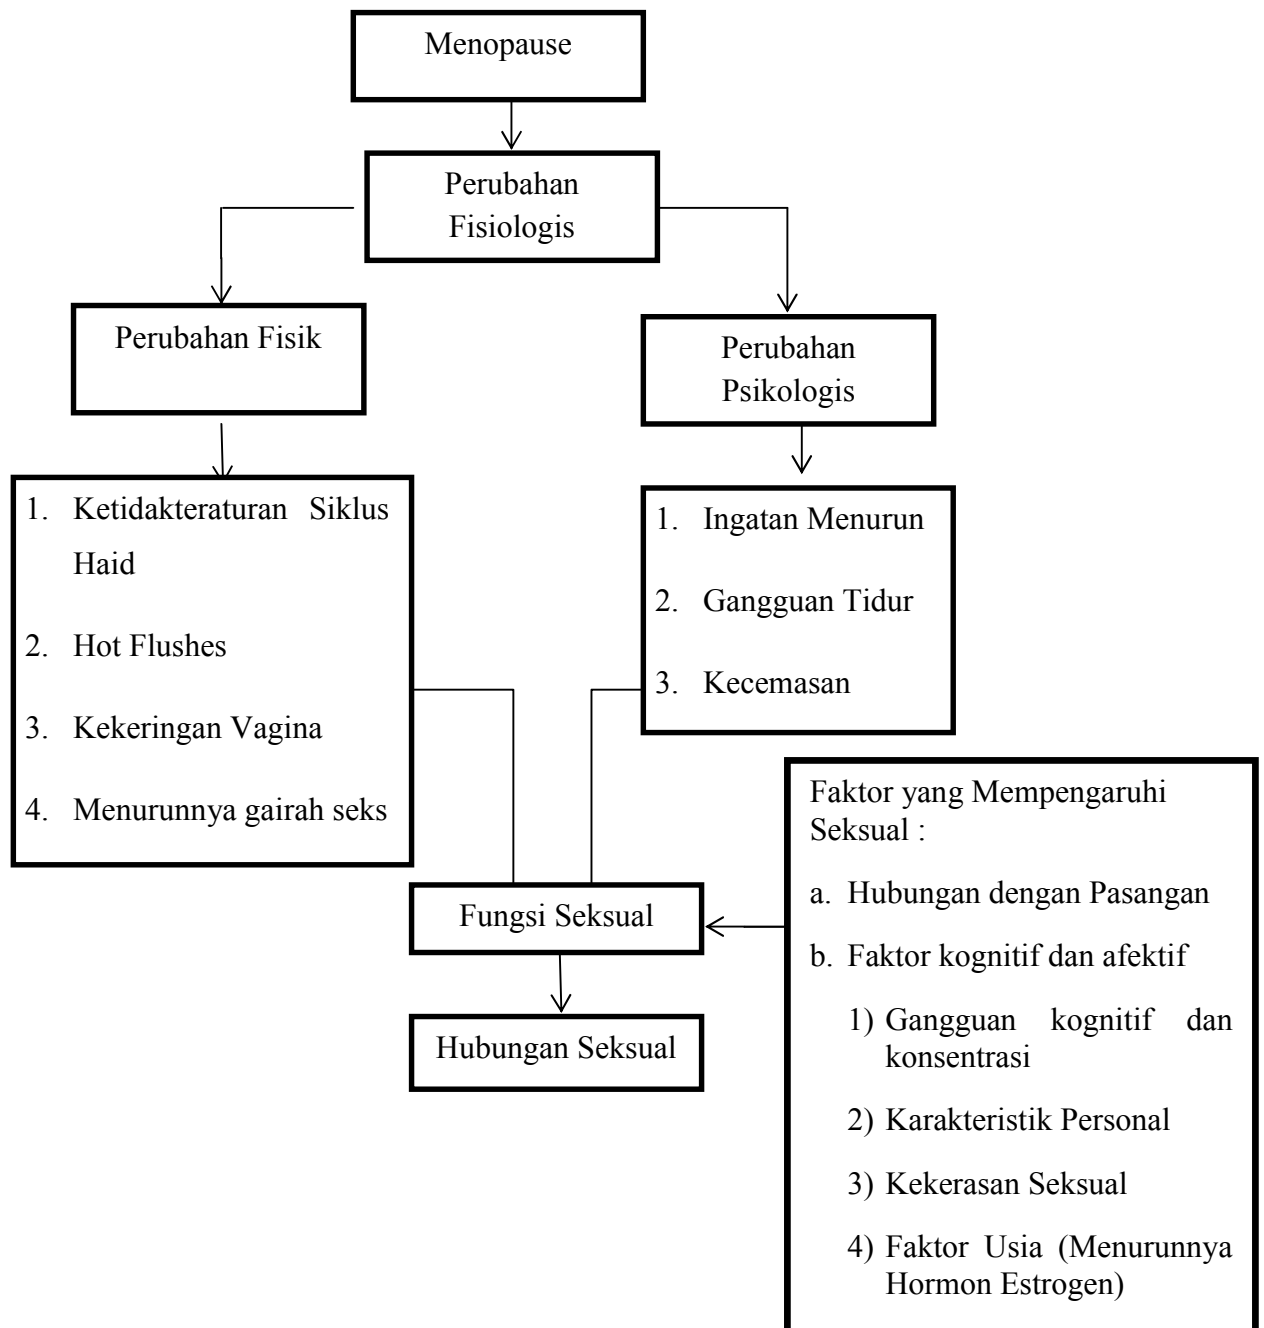 Menopause
Perubahan
Fisiologis
Perubahan Fisik
Perubahan
Psikologis
1. Ketidakteraturan Siklus
Haid
2. Hot Flushes
3. Kekeringan Vagina
4. Menurunnya gairah seks
1. Ingatan Menurun
2. Gangguan Tidur
3. Kecemasan
Faktor yang Mempengaruhi
Seksual :
a. Hubungan dengan Pasangan
b. Faktor kognitif dan afektif
1) Gangguan kognitif dan
konsentrasi
2) Karakteristik Personal
3) Kekerasan Seksual
4) Faktor Usia (Menurunnya
Hormon Estrogen)
Fungsi Seksual
Hubungan Seksual